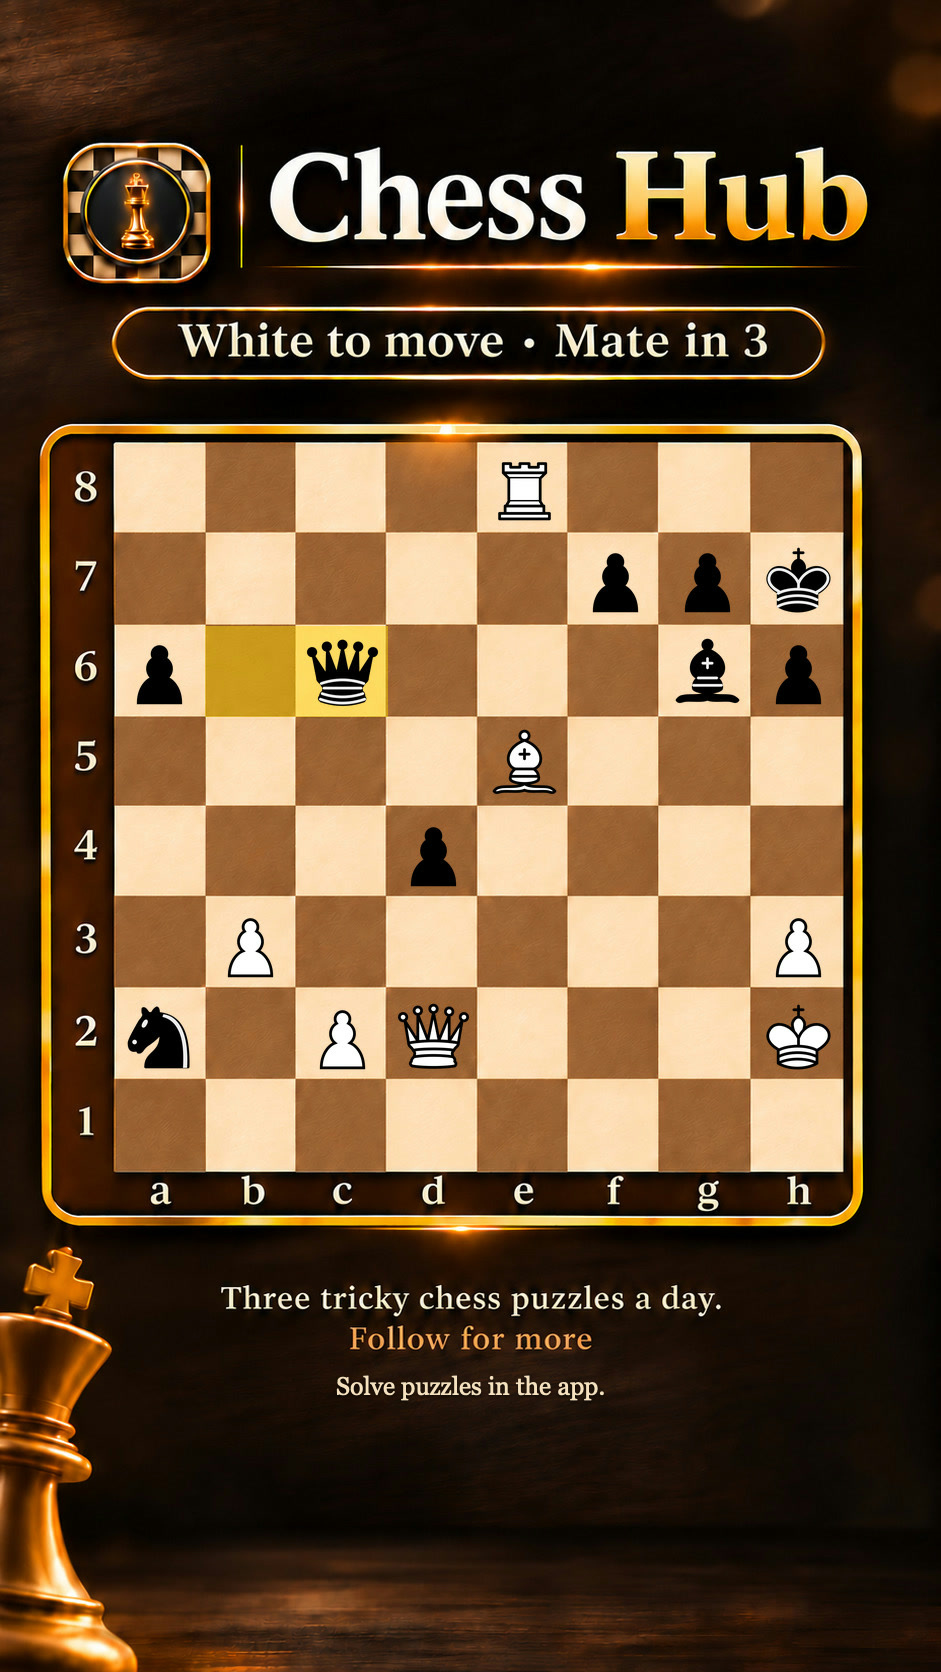 Chess Hub
White to move • Mate in 3
8
7
6
5
4
3
2
1
a b c d e f g h
Three tricky chess puzzles a day.
Follow for more
Solve puzzles in the app.